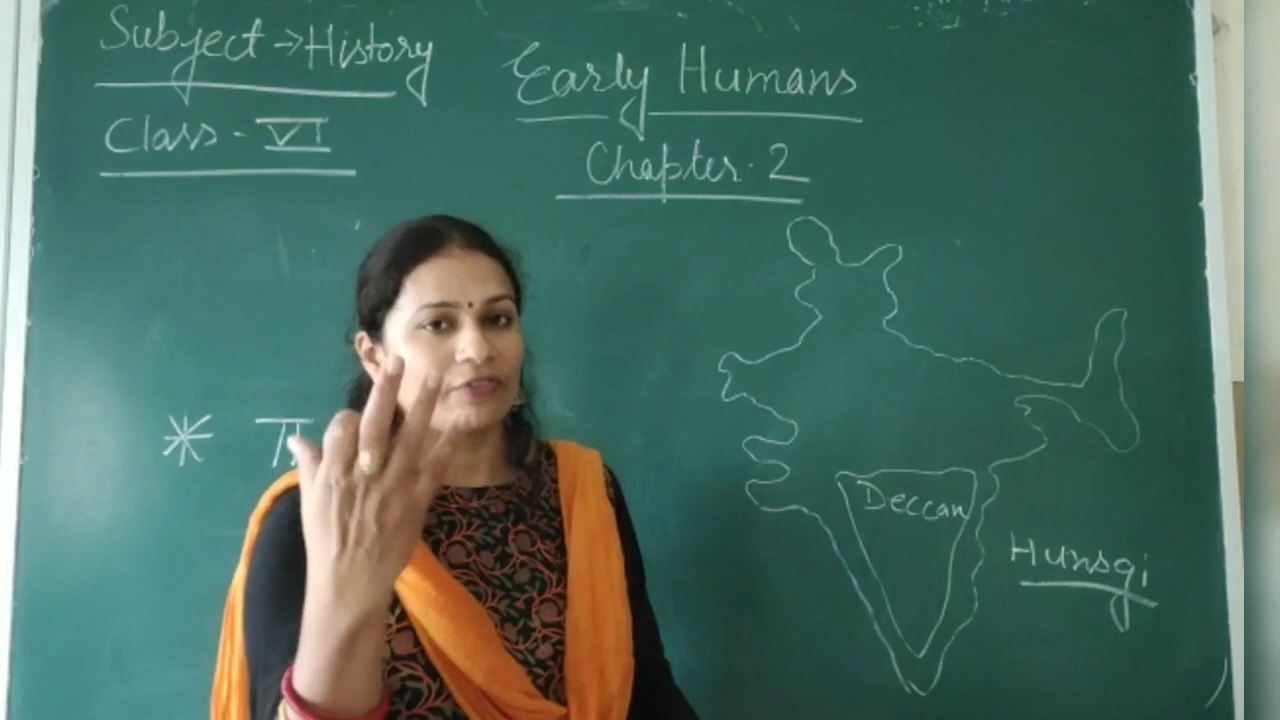 Subject → History
Class - VI
Early Humans
Chapter - 2
Deccan
Hunsgi